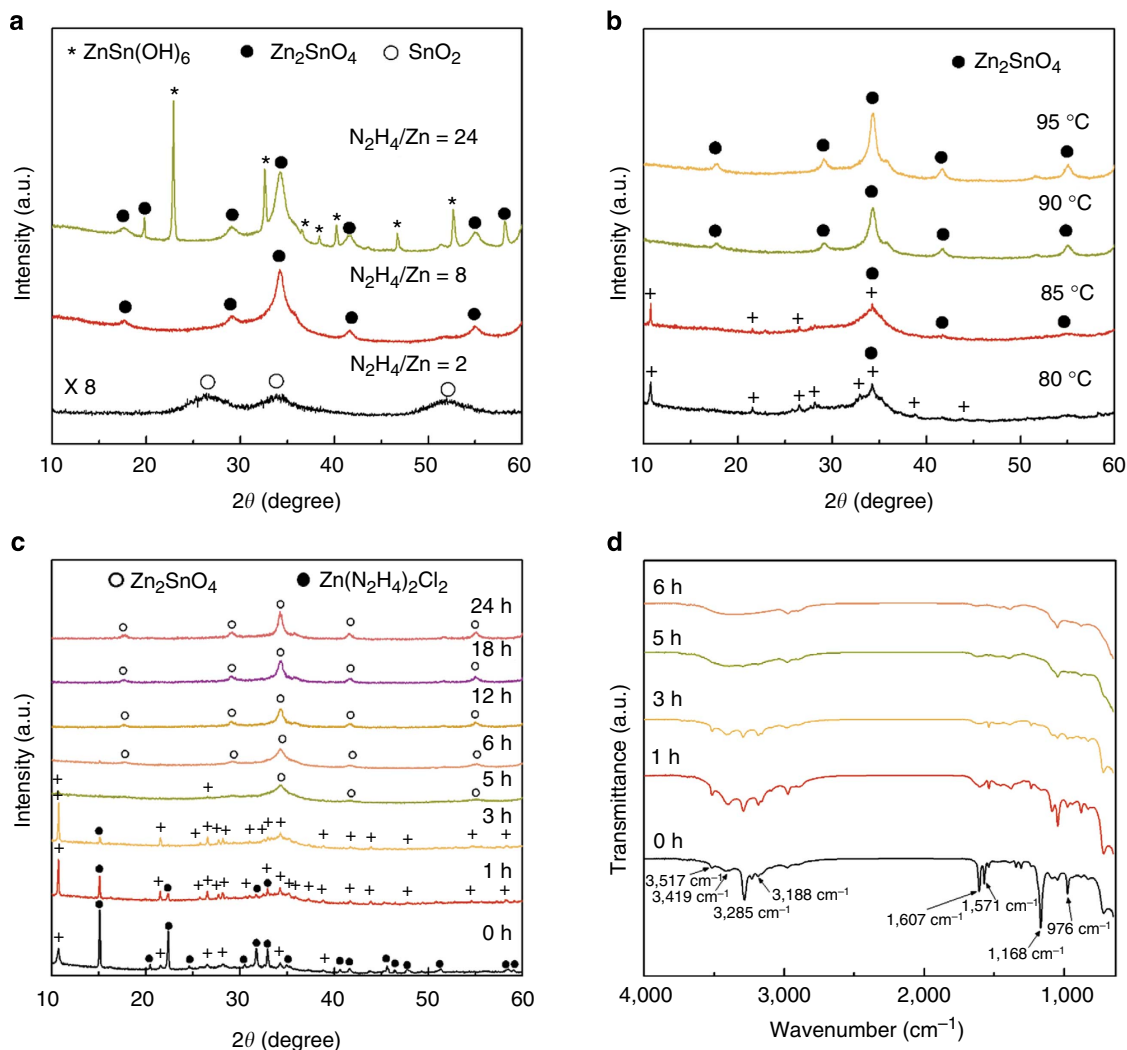 a
* ZnSn(OH)6 ● Zn2SnO4 ○ SnO2
N2H4/Zn = 24
N2H4/Zn = 8
N2H4/Zn = 2
X 8
Intensity (a.u.)
10 20 30 40 50 60
2θ (degree)
b
● Zn2SnO4
95 °C
90 °C
85 °C
80 °C
Intensity (a.u.)
10 20 30 40 50 60
2θ (degree)
c
○ Zn2SnO4 ● Zn(N2H4)2Cl2
24 h
18 h
12 h
6 h
5 h
3 h
1 h
0 h
Intensity (a.u.)
10 20 30 40 50 60
2θ (degree)
d
6 h
5 h
3 h
1 h
0 h
3,517 cm−1
3,419 cm−1
3,285 cm−1
3,188 cm−1
1,607 cm−1
1,571 cm−1
1,168 cm−1
976 cm−1
Transmittance (a.u.)
4,000 3,000 2,000 1,000
Wavenumber (cm−1)